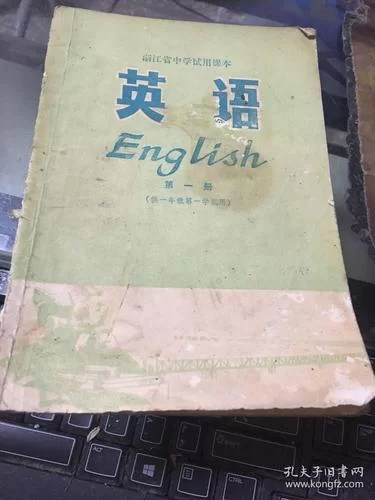 浙江省中学试用课本
英语
English
第一册
(供一年级第一学期用)
孔夫子旧书网
www.kongfz.com